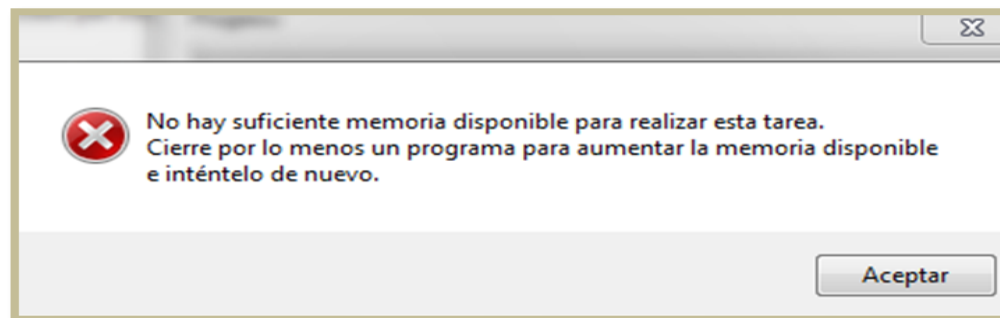 No hay suficiente memoria disponible para realizar esta tarea.
Cierre por lo menos un programa para aumentar la memoria disponible
e inténtelo de nuevo.
Aceptar